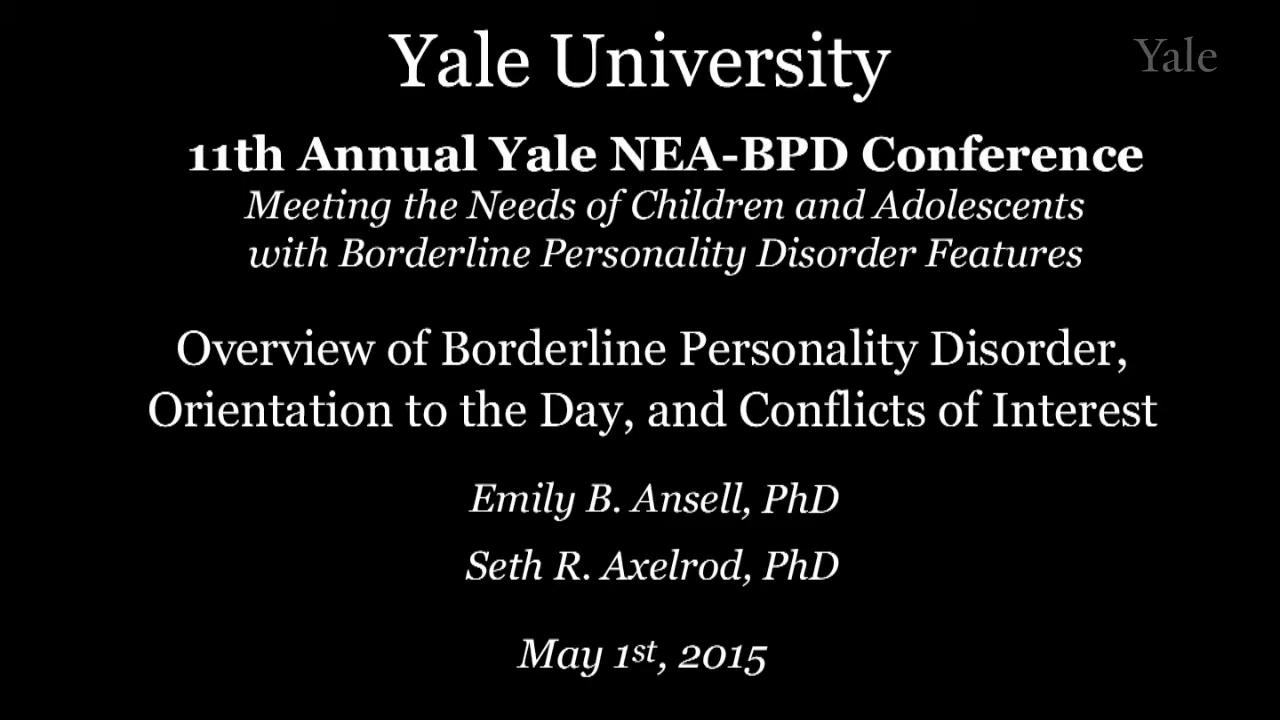 Yale University
Yale
11th Annual Yale NEA-BPD Conference
Meeting the Needs of Children and Adolescents
with Borderline Personality Disorder Features
Overview of Borderline Personality Disorder,
Orientation to the Day, and Conflicts of Interest
Emily B. Ansell, PhD
Seth R. Axelrod, PhD
May 1st, 2015